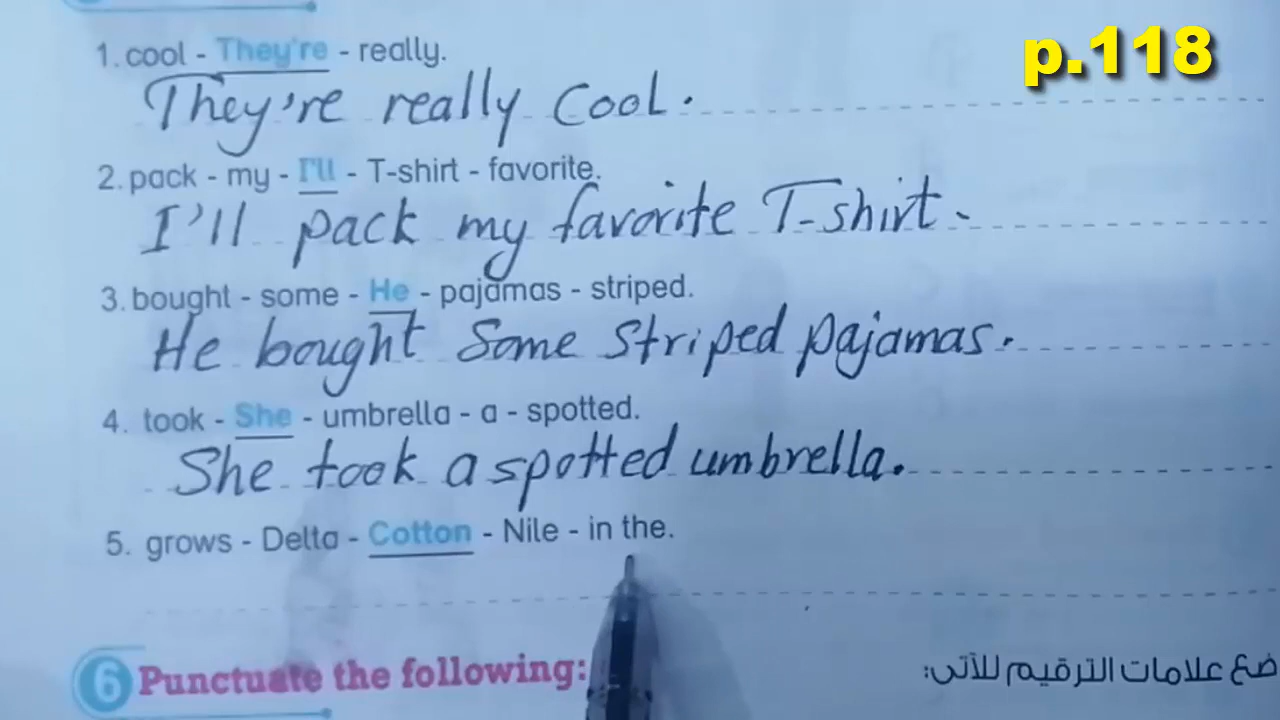 p.118
1. cool - They're - really.
They're really cool.
2. pack - my - I'll - T-shirt - favorite.
I'll pack my favorite T-shirt.
3. bought - some - He - pajamas - striped.
He bought some striped pajamas.
4. took - She - umbrella - a - spotted.
She took a spotted umbrella.
5. grows - Delta - Cotton - Nile - in the.
6 Punctuate the following:
ضع علامات الترقيم للآتى: